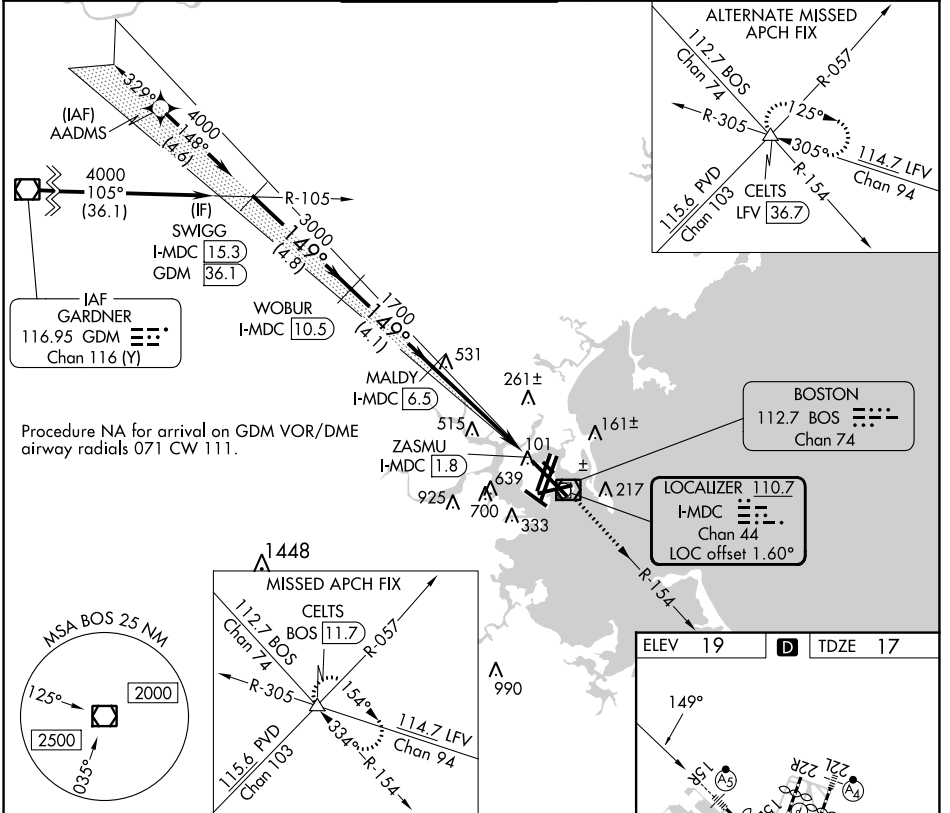 ALTERNATE MISSED
APCH FIX
112.7 BOS
Chan 74
R-057
R-305
125°
305°
114.7 LFV
Chan 94
R-154
115.6 PVD
Chan 103
CELTS
LFV 36.7
329°
(IAF)
AADMS
4000
148°
(4.6)
4000
105°
(36.1)
R-105
(IF)
SWIGG
I-MDC 15.3
GDM 36.1
3000
149°
(4.8)
IAF
GARDNER
116.95 GDM
Chan 116 (Y)
WOBUR
I-MDC 10.5
1700
149°
(4.1)
531
MALDY
I-MDC 6.5
261±
515
161±
BOSTON
112.7 BOS
Chan 74
Procedure NA for arrival on GDM VOR/DME
airway radials 071 CW 111.
ZASMU
I-MDC 1.8
101
±
639
925
700
333
217
LOCALIZER 110.7
I-MDC
Chan 44
LOC offset 1.60°
R-154
1448
MISSED APCH FIX
CELTS
BOS 11.7
112.7 BOS
Chan 74
R-057
R-305
154°
334°
114.7 LFV
Chan 94
R-154
115.6 PVD
Chan 103
990
MSA BOS 25 NM
125°
2000
2500
035°
ELEV 19
D
TDZE 17
149°
15R
A5
22R
22L
A4